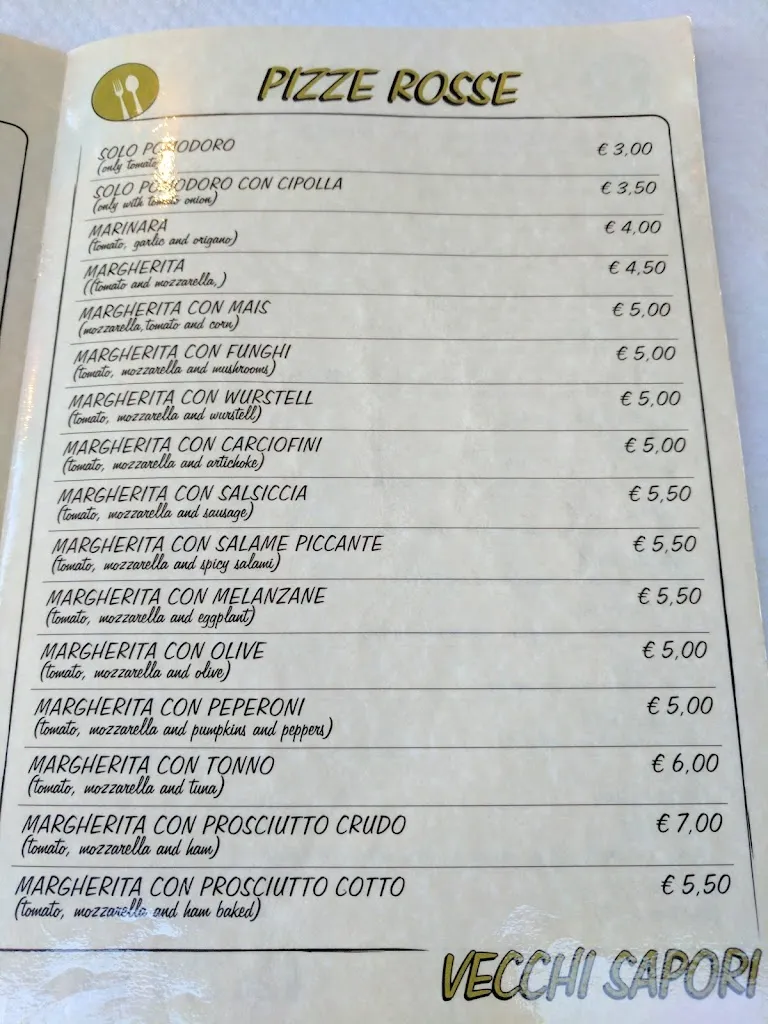 PIZZE ROSSE
SOLO POMODORO € 3,00
(only tomato)
SOLO POMODORO CON CIPOLLA € 3,50
(only with tomato onion)
MARINARA € 4,00
(tomato, garlic and origano)
MARGHERITA € 4,50
((tomato and mozzarella,)
MARGHERITA CON MAIS € 5,00
(mozzarella,tomato and corn)
MARGHERITA CON FUNGHI € 5,00
(tomato, mozzarella and mushrooms)
MARGHERITA CON WURSTELL € 5,00
(tomato, mozzarella and wurstell)
MARGHERITA CON CARCIOFINI € 5,00
(tomato, mozzarella and artichoke)
MARGHERITA CON SALSICCIA € 5,50
(tomato, mozzarella and sausage)
MARGHERITA CON SALAME PICCANTE € 5,50
(tomato, mozzarella and spicy salami)
MARGHERITA CON MELANZANE € 5,50
(tomato, mozzarella and eggplant)
MARGHERITA CON OLIVE € 5,00
(tomato, mozzarella and olive)
MARGHERITA CON PEPERONI € 5,00
(tomato, mozzarella and pumpkins and peppers)
MARGHERITA CON TONNO € 6,00
(tomato, mozzarella and tuna)
MARGHERITA CON PROSCIUTTO CRUDO € 7,00
(tomato, mozzarella and ham)
MARGHERITA CON PROSCIUTTO COTTO € 5,50
(tomato, mozzarella and ham baked)
VECCHI SAPORI